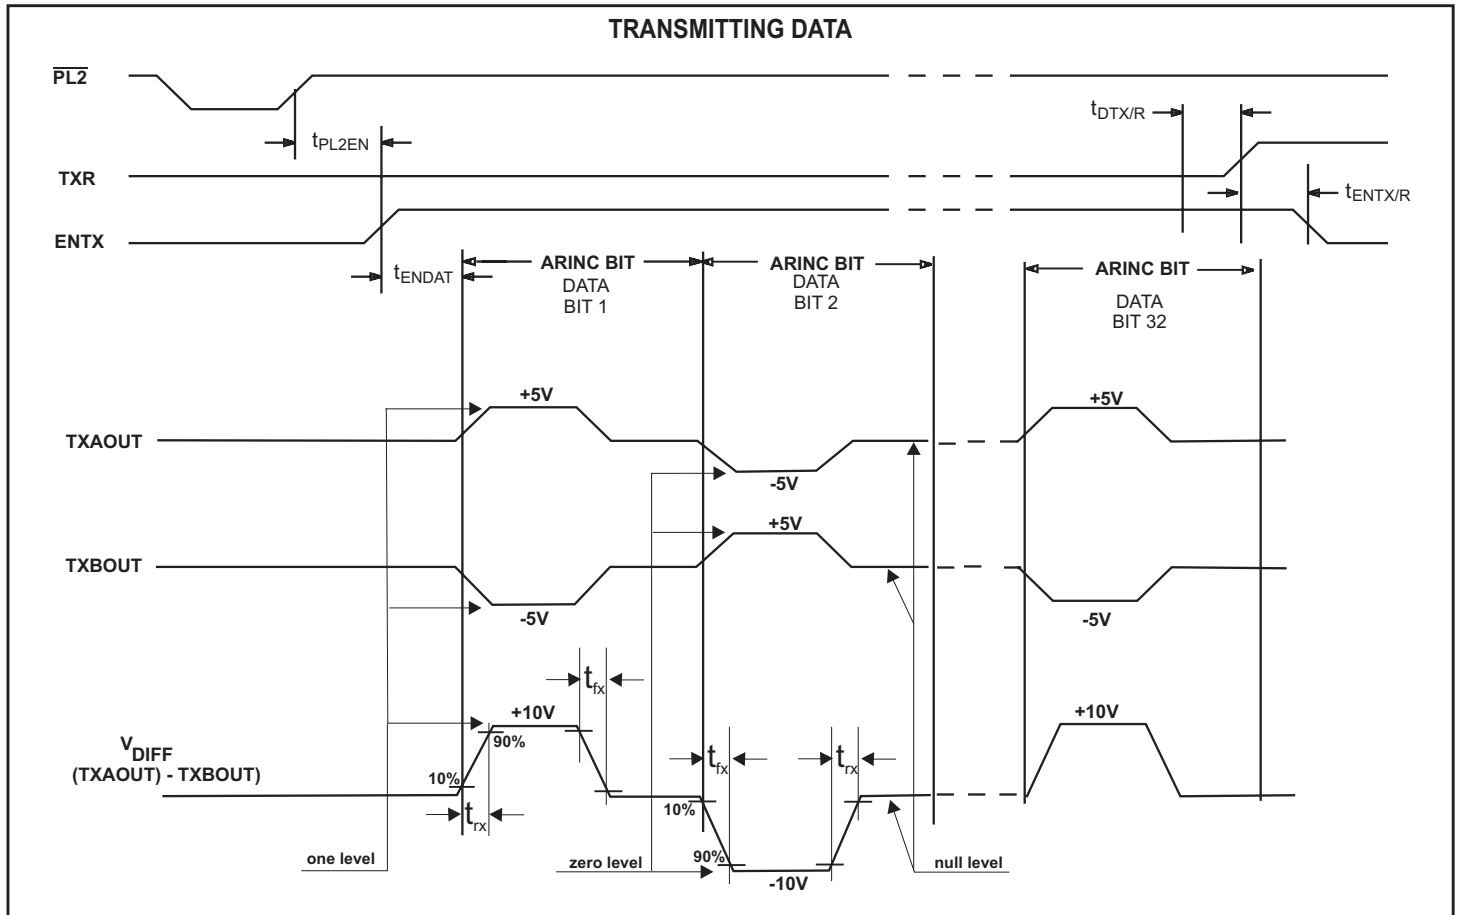 TRANSMITTING DATA
PL2
tDTX/R
tPL2EN
TXR
tENTX/R
ENTX
tENDAT
ARINC BIT
DATA
BIT 1
ARINC BIT
DATA
BIT 2
ARINC BIT
DATA
BIT 32
+5V
+5V
TXAOUT
-5V
+5V
TXBOUT
-5V
-5V
tfx
+10V
+10V
VDIFF
(TXAOUT) - TXBOUT)
90%
tfx
trx
10%
10%
trx
90%
one level
zero level
null level
-10V